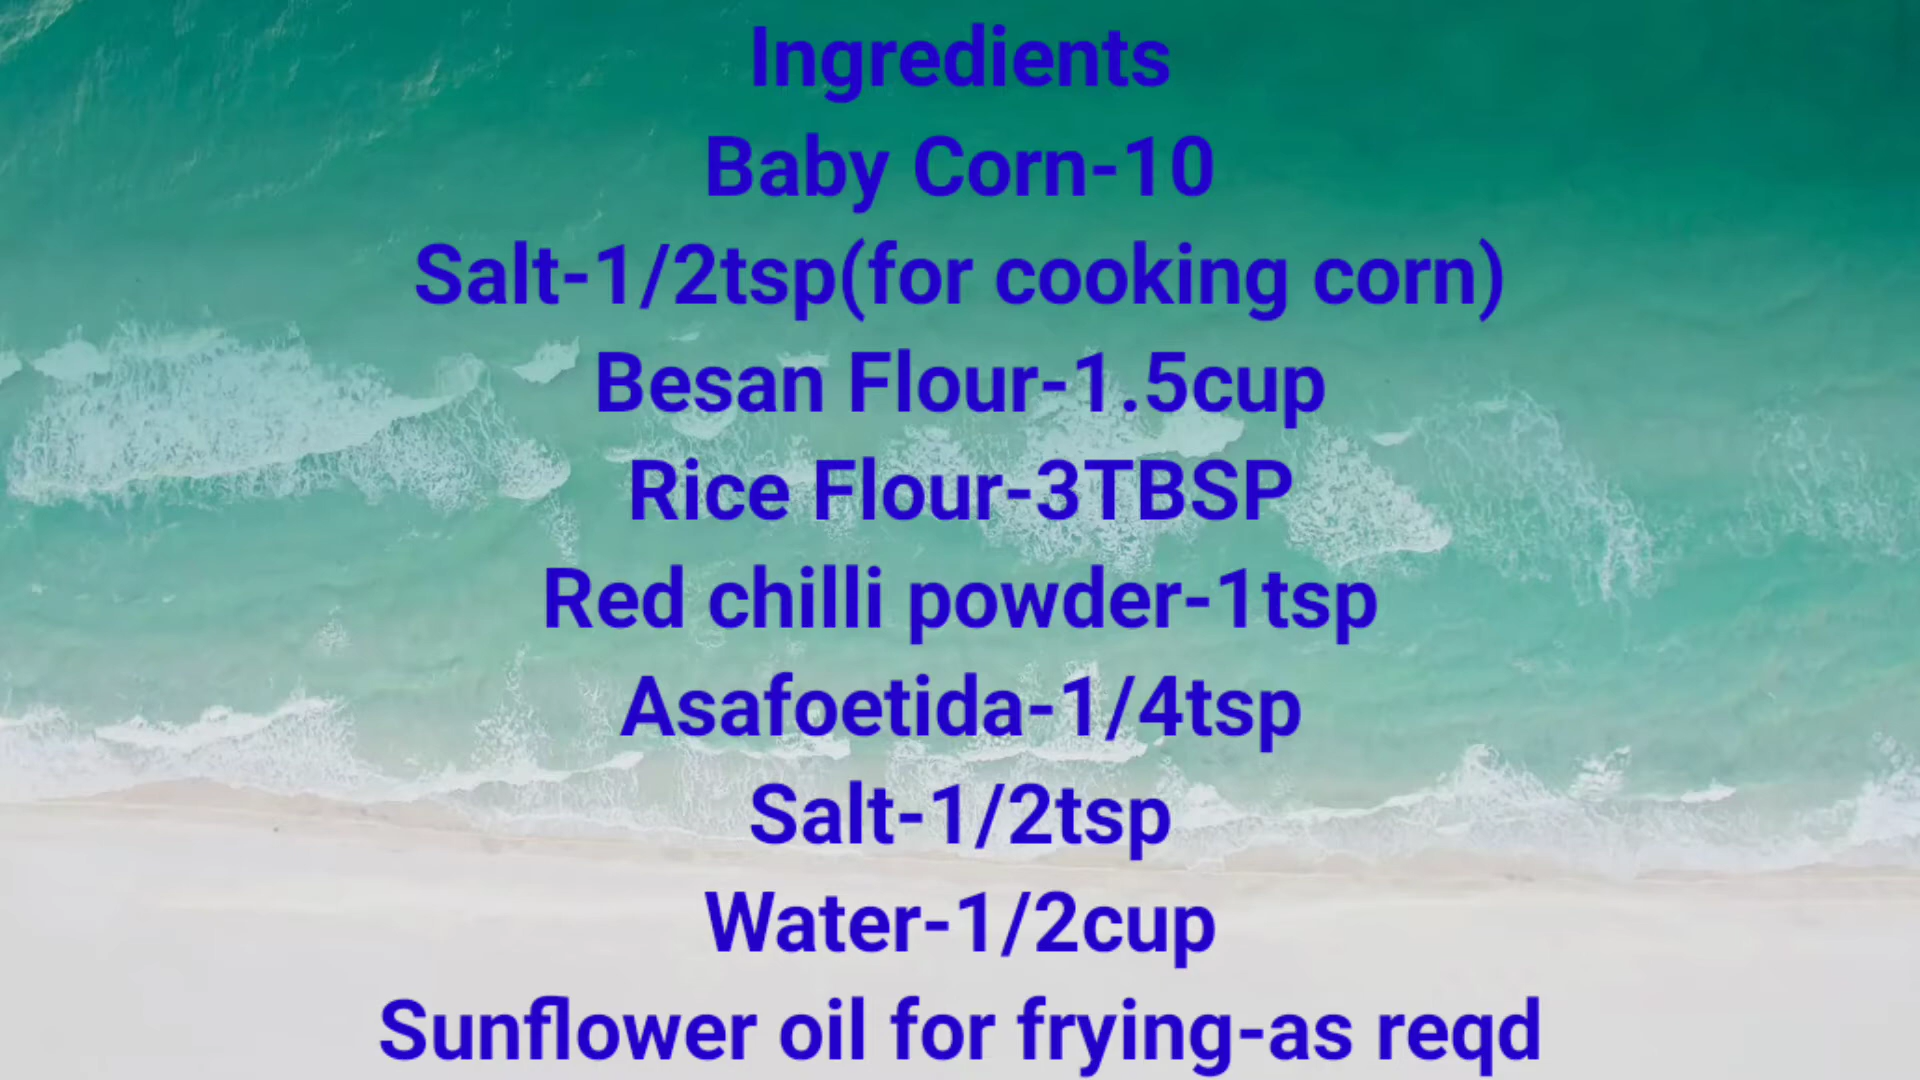 Ingredients
Baby Corn-10
Salt-1/2tsp(for cooking corn)
Besan Flour-1.5cup
Rice Flour-3TBSP
Red chilli powder-1tsp
Asafoetida-1/4tsp
Salt-1/2tsp
Water-1/2cup
Sunflower oil for frying-as reqd